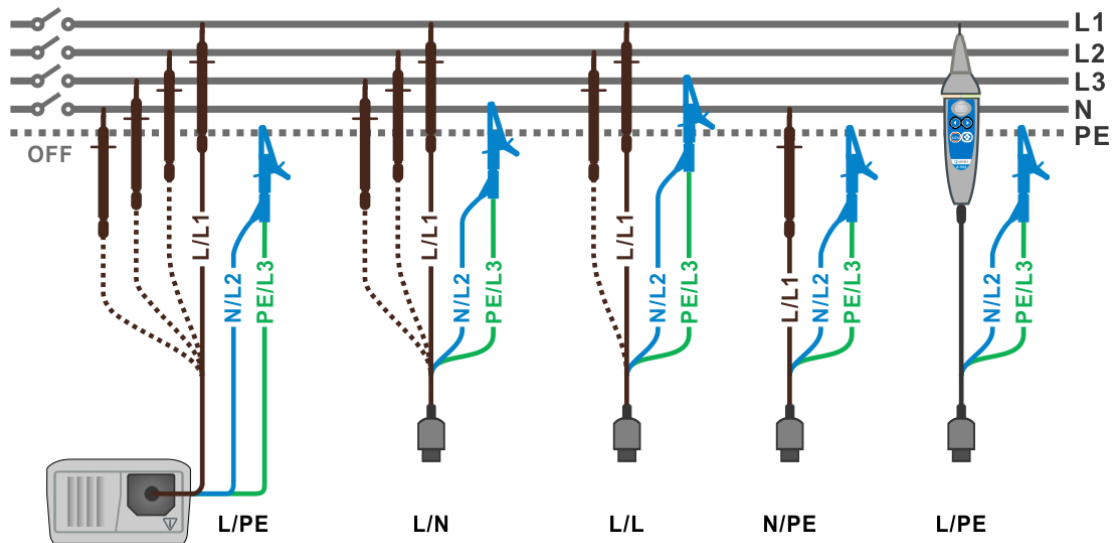 L1
L2
L3
N
PE
OFF
L/L1
N/L2
PE/L3
L/L1
N/L2
PE/L3
L/L1
N/L2
PE/L3
L/L1
N/L2
PE/L3
N/L2
PE/L3
L/PE
L/N
L/L
N/PE
L/PE